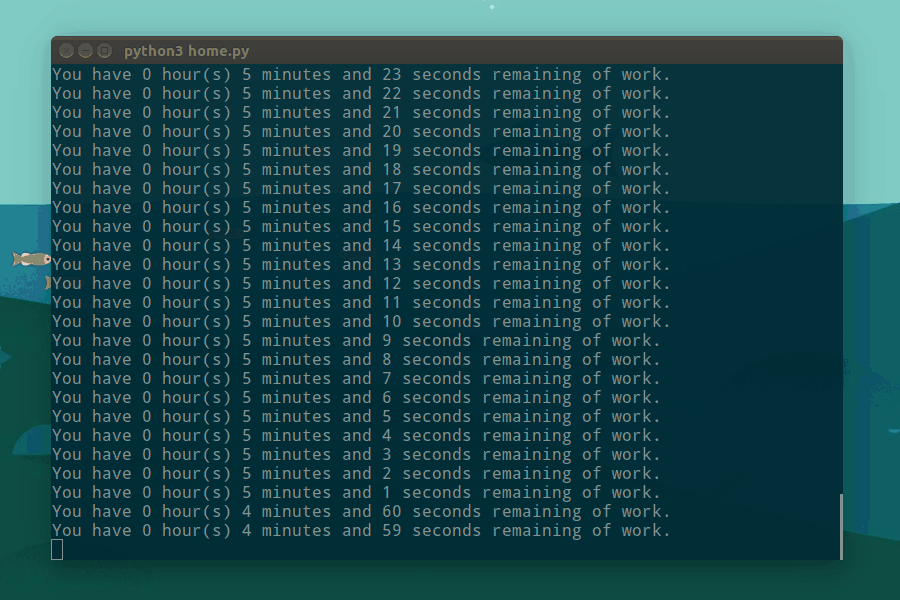 python3 home.py
You have 0 hour(s) 5 minutes and 23 seconds remaining of work.
You have 0 hour(s) 5 minutes and 22 seconds remaining of work.
You have 0 hour(s) 5 minutes and 21 seconds remaining of work.
You have 0 hour(s) 5 minutes and 20 seconds remaining of work.
You have 0 hour(s) 5 minutes and 19 seconds remaining of work.
You have 0 hour(s) 5 minutes and 18 seconds remaining of work.
You have 0 hour(s) 5 minutes and 17 seconds remaining of work.
You have 0 hour(s) 5 minutes and 16 seconds remaining of work.
You have 0 hour(s) 5 minutes and 15 seconds remaining of work.
You have 0 hour(s) 5 minutes and 14 seconds remaining of work.
You have 0 hour(s) 5 minutes and 13 seconds remaining of work.
You have 0 hour(s) 5 minutes and 12 seconds remaining of work.
You have 0 hour(s) 5 minutes and 11 seconds remaining of work.
You have 0 hour(s) 5 minutes and 10 seconds remaining of work.
You have 0 hour(s) 5 minutes and 9 seconds remaining of work.
You have 0 hour(s) 5 minutes and 8 seconds remaining of work.
You have 0 hour(s) 5 minutes and 7 seconds remaining of work.
You have 0 hour(s) 5 minutes and 6 seconds remaining of work.
You have 0 hour(s) 5 minutes and 5 seconds remaining of work.
You have 0 hour(s) 5 minutes and 4 seconds remaining of work.
You have 0 hour(s) 5 minutes and 3 seconds remaining of work.
You have 0 hour(s) 5 minutes and 2 seconds remaining of work.
You have 0 hour(s) 5 minutes and 1 seconds remaining of work.
You have 0 hour(s) 4 minutes and 60 seconds remaining of work.
You have 0 hour(s) 4 minutes and 59 seconds remaining of work.